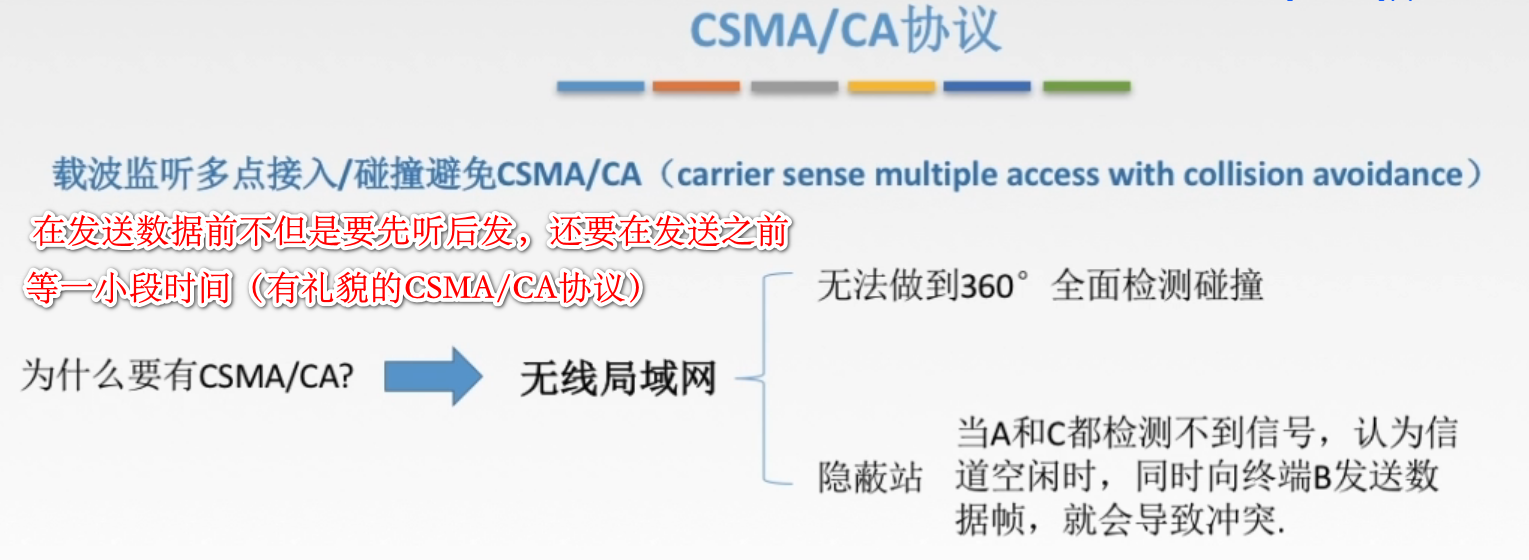 CSMA/CA协议
载波监听多点接入/碰撞避免CSMA/CA（carrier sense multiple access with collision avoidance）
在发送数据前不但是要先听后发，还要在发送之前
等一小段时间（有礼貌的CSMA/CA协议）
无法做到360°全面检测碰撞
为什么要有CSMA/CA?
无线局域网
隐蔽站
当A和C都检测不到信号，认为信
道空闲时，同时向终端B发送数
据帧，就会导致冲突.